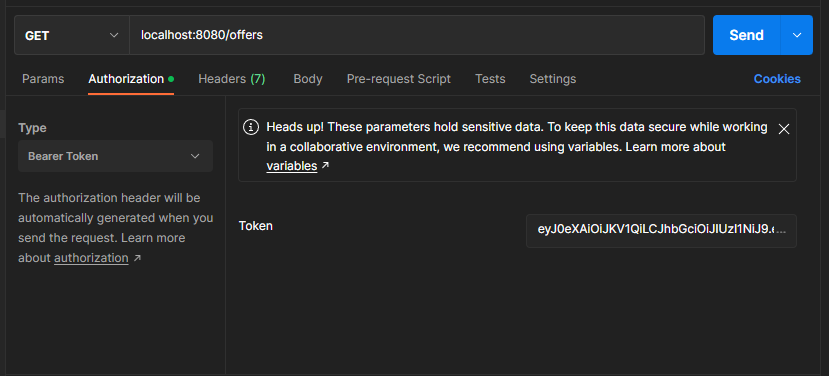 GET
localhost:8080/offers
Send
Params
Authorization
Headers (7)
Body
Pre-request Script
Tests
Settings
Cookies
Type
Bearer Token
The authorization header will be
automatically generated when you
send the request. Learn more
about authorization ↗
Heads up! These parameters hold sensitive data. To keep this data secure while working
in a collaborative environment, we recommend using variables. Learn more about
variables ↗
Token
eyJ0eXAiOiJKV1QiLCJhbGciOiJIUzI1NiJ9.e...